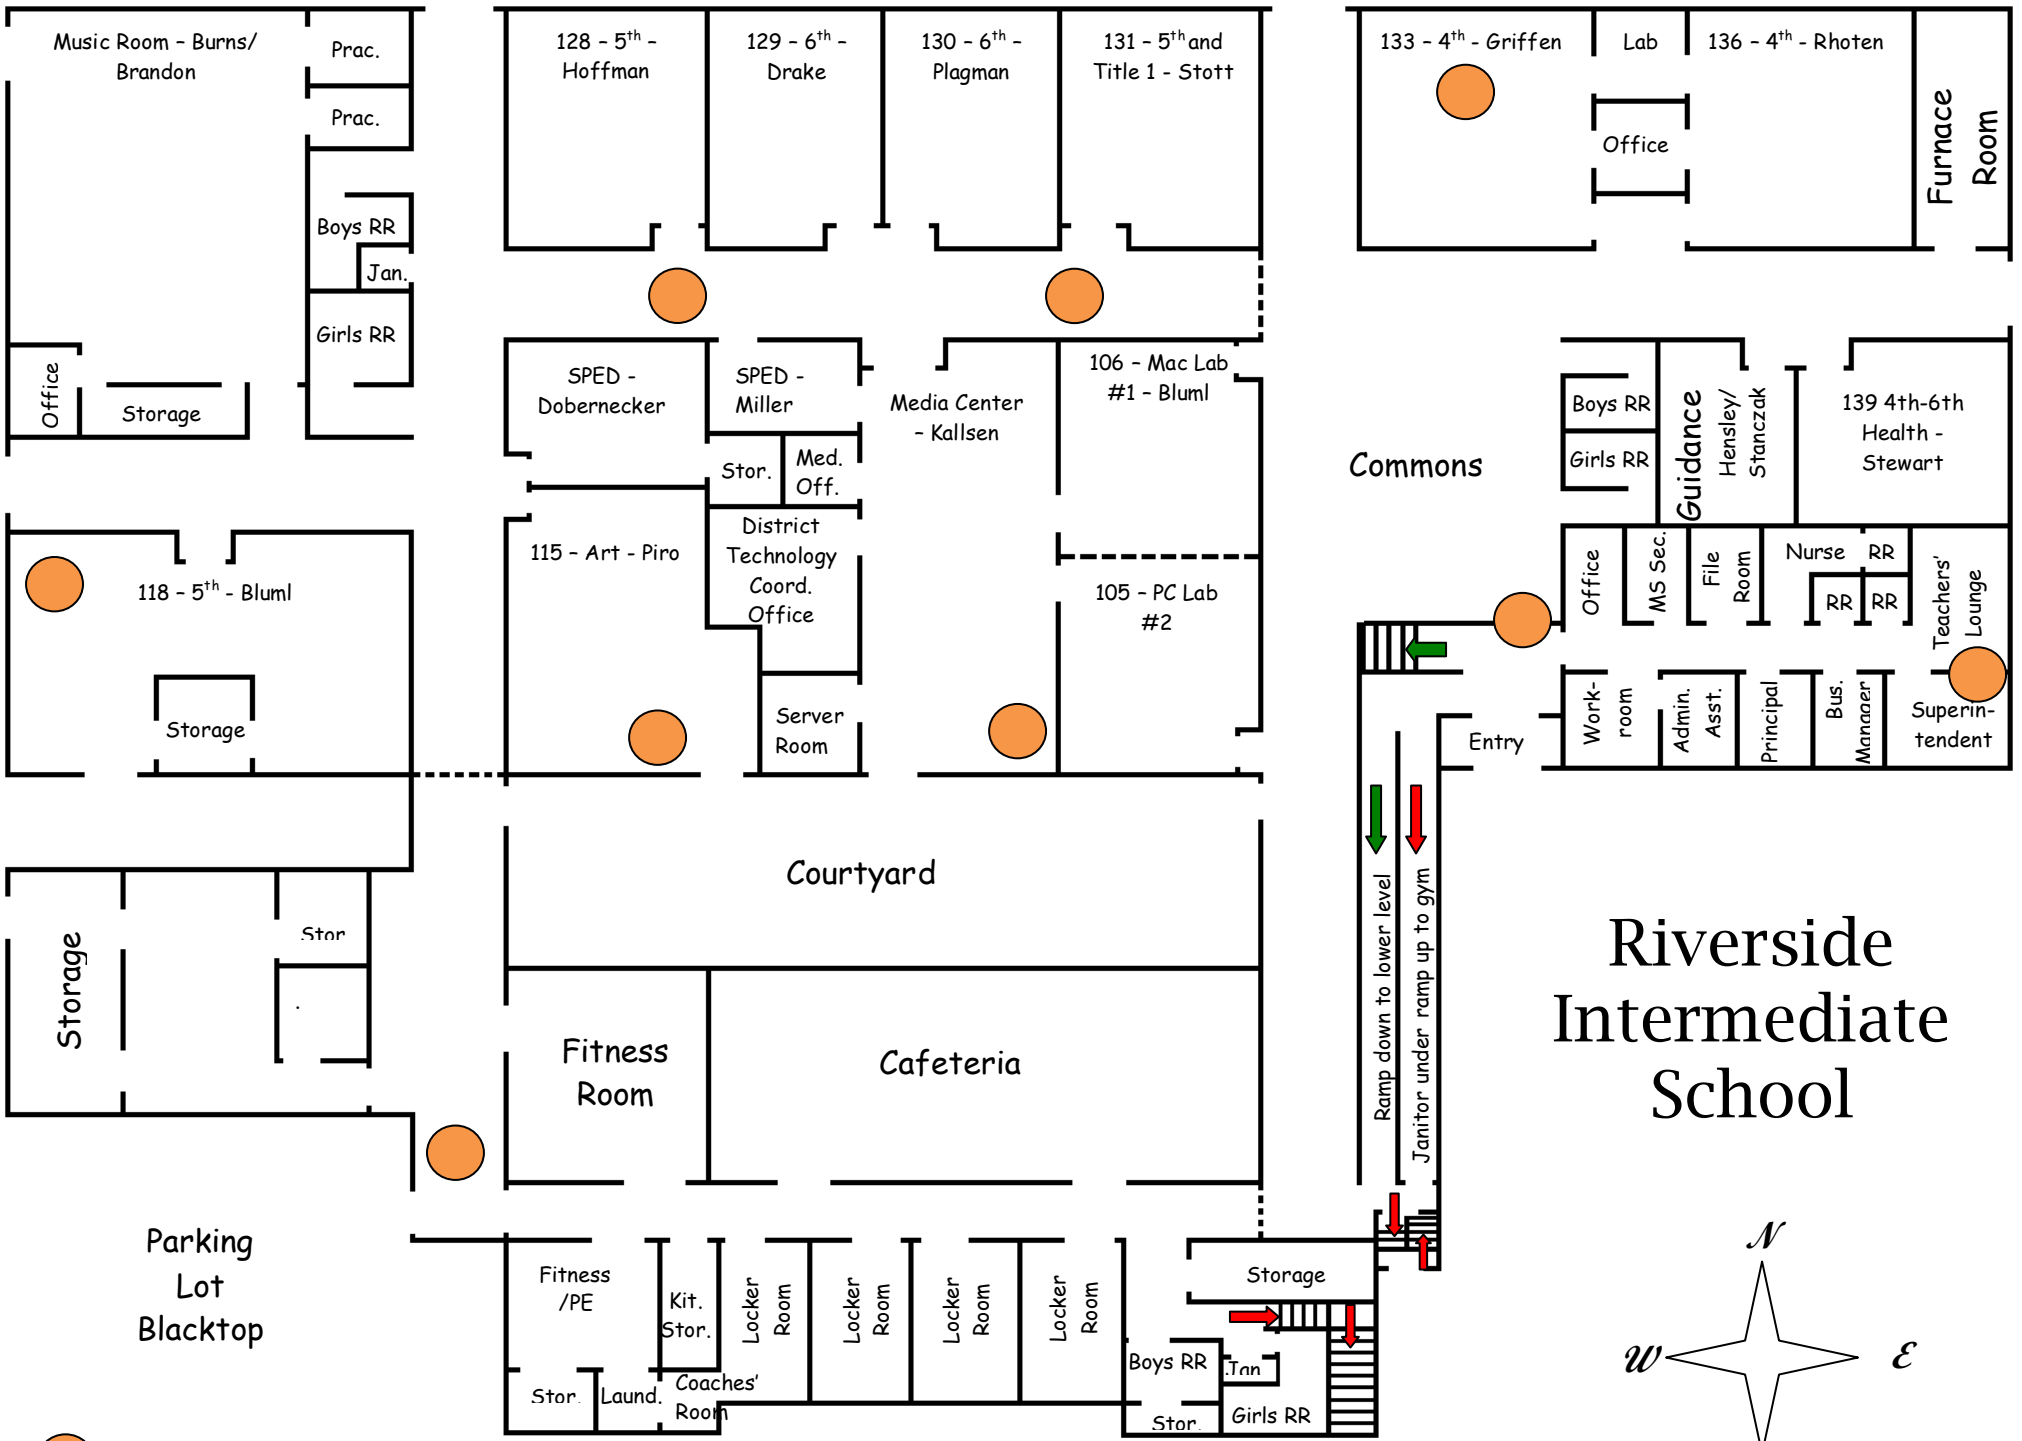 Music Room – Burns/
Brandon
Prac.
Prac.
Boys RR
Jan.
Girls RR
Office
Storage
128 – 5th –
Hoffman
129 – 6th –
Drake
130 – 6th –
Plagman
131 – 5th and
Title 1 - Stott
133 – 4th - Griffen
Lab
Office
136 – 4th - Rhoten
Furnace
Room
SPED -
Dobernecker
SPED -
Miller
Stor.
Med.
Off.
Media Center
– Kallsen
106 – Mac Lab
#1 – Bluml
Commons
Boys RR
Girls RR
Guidance
Hensley/
Stanczak
139 4th-6th
Health -
Stewart
118 – 5th - Bluml
Storage
115 – Art - Piro
District
Technology
Coord.
Office
Server
Room
105 – PC Lab
#2
Office
MS Sec.
File
Room
Nurse
RR
RR
RR
Teachers'
Lounge
Work-
room
Admin.
Asst.
Principal
Bus.
Manager
Superin-
tendent
Entry
Courtyard
Ramp down to lower level
Janitor under ramp up to gym
Storage
Stor
.
Fitness
Room
Cafeteria
Riverside
Intermediate
School
Parking
Lot
Blacktop
Fitness
/PE
Kit.
Stor.
Locker
Room
Locker
Room
Locker
Room
Locker
Room
Storage
Boys RR
Jan
Girls RR
Stor.
Stor.
Laund.
Coaches'
Room
N
W
E